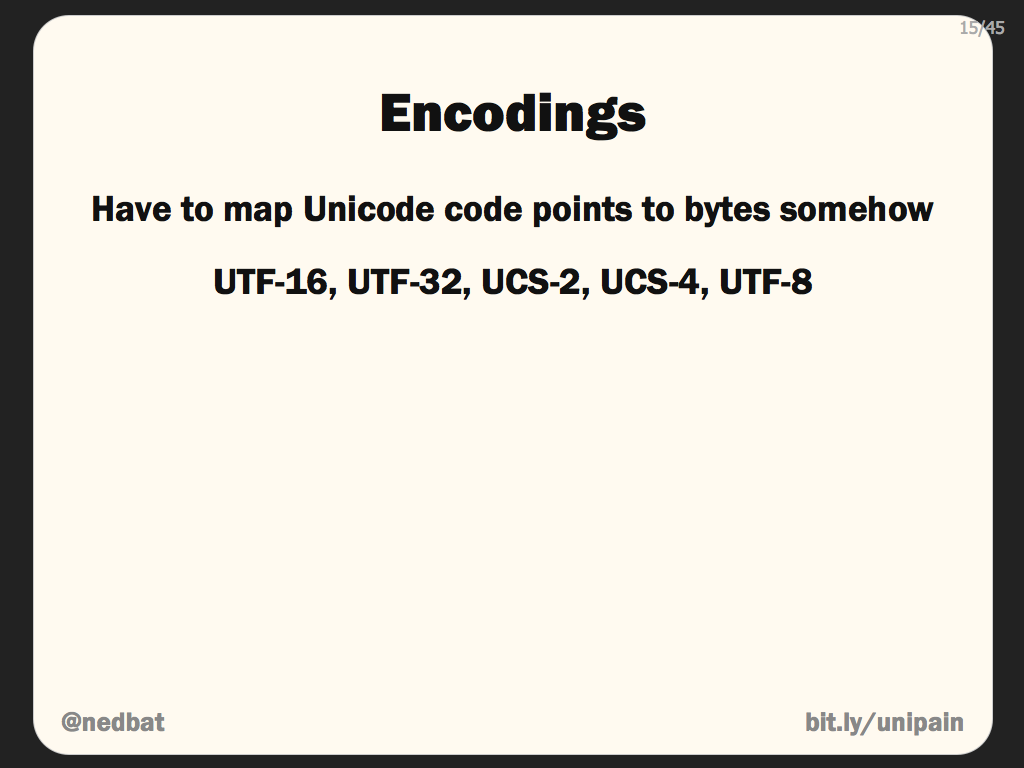 15/45
Encodings
Have to map Unicode code points to bytes somehow
UTF-16, UTF-32, UCS-2, UCS-4, UTF-8
@nedbat
bit.ly/unipain